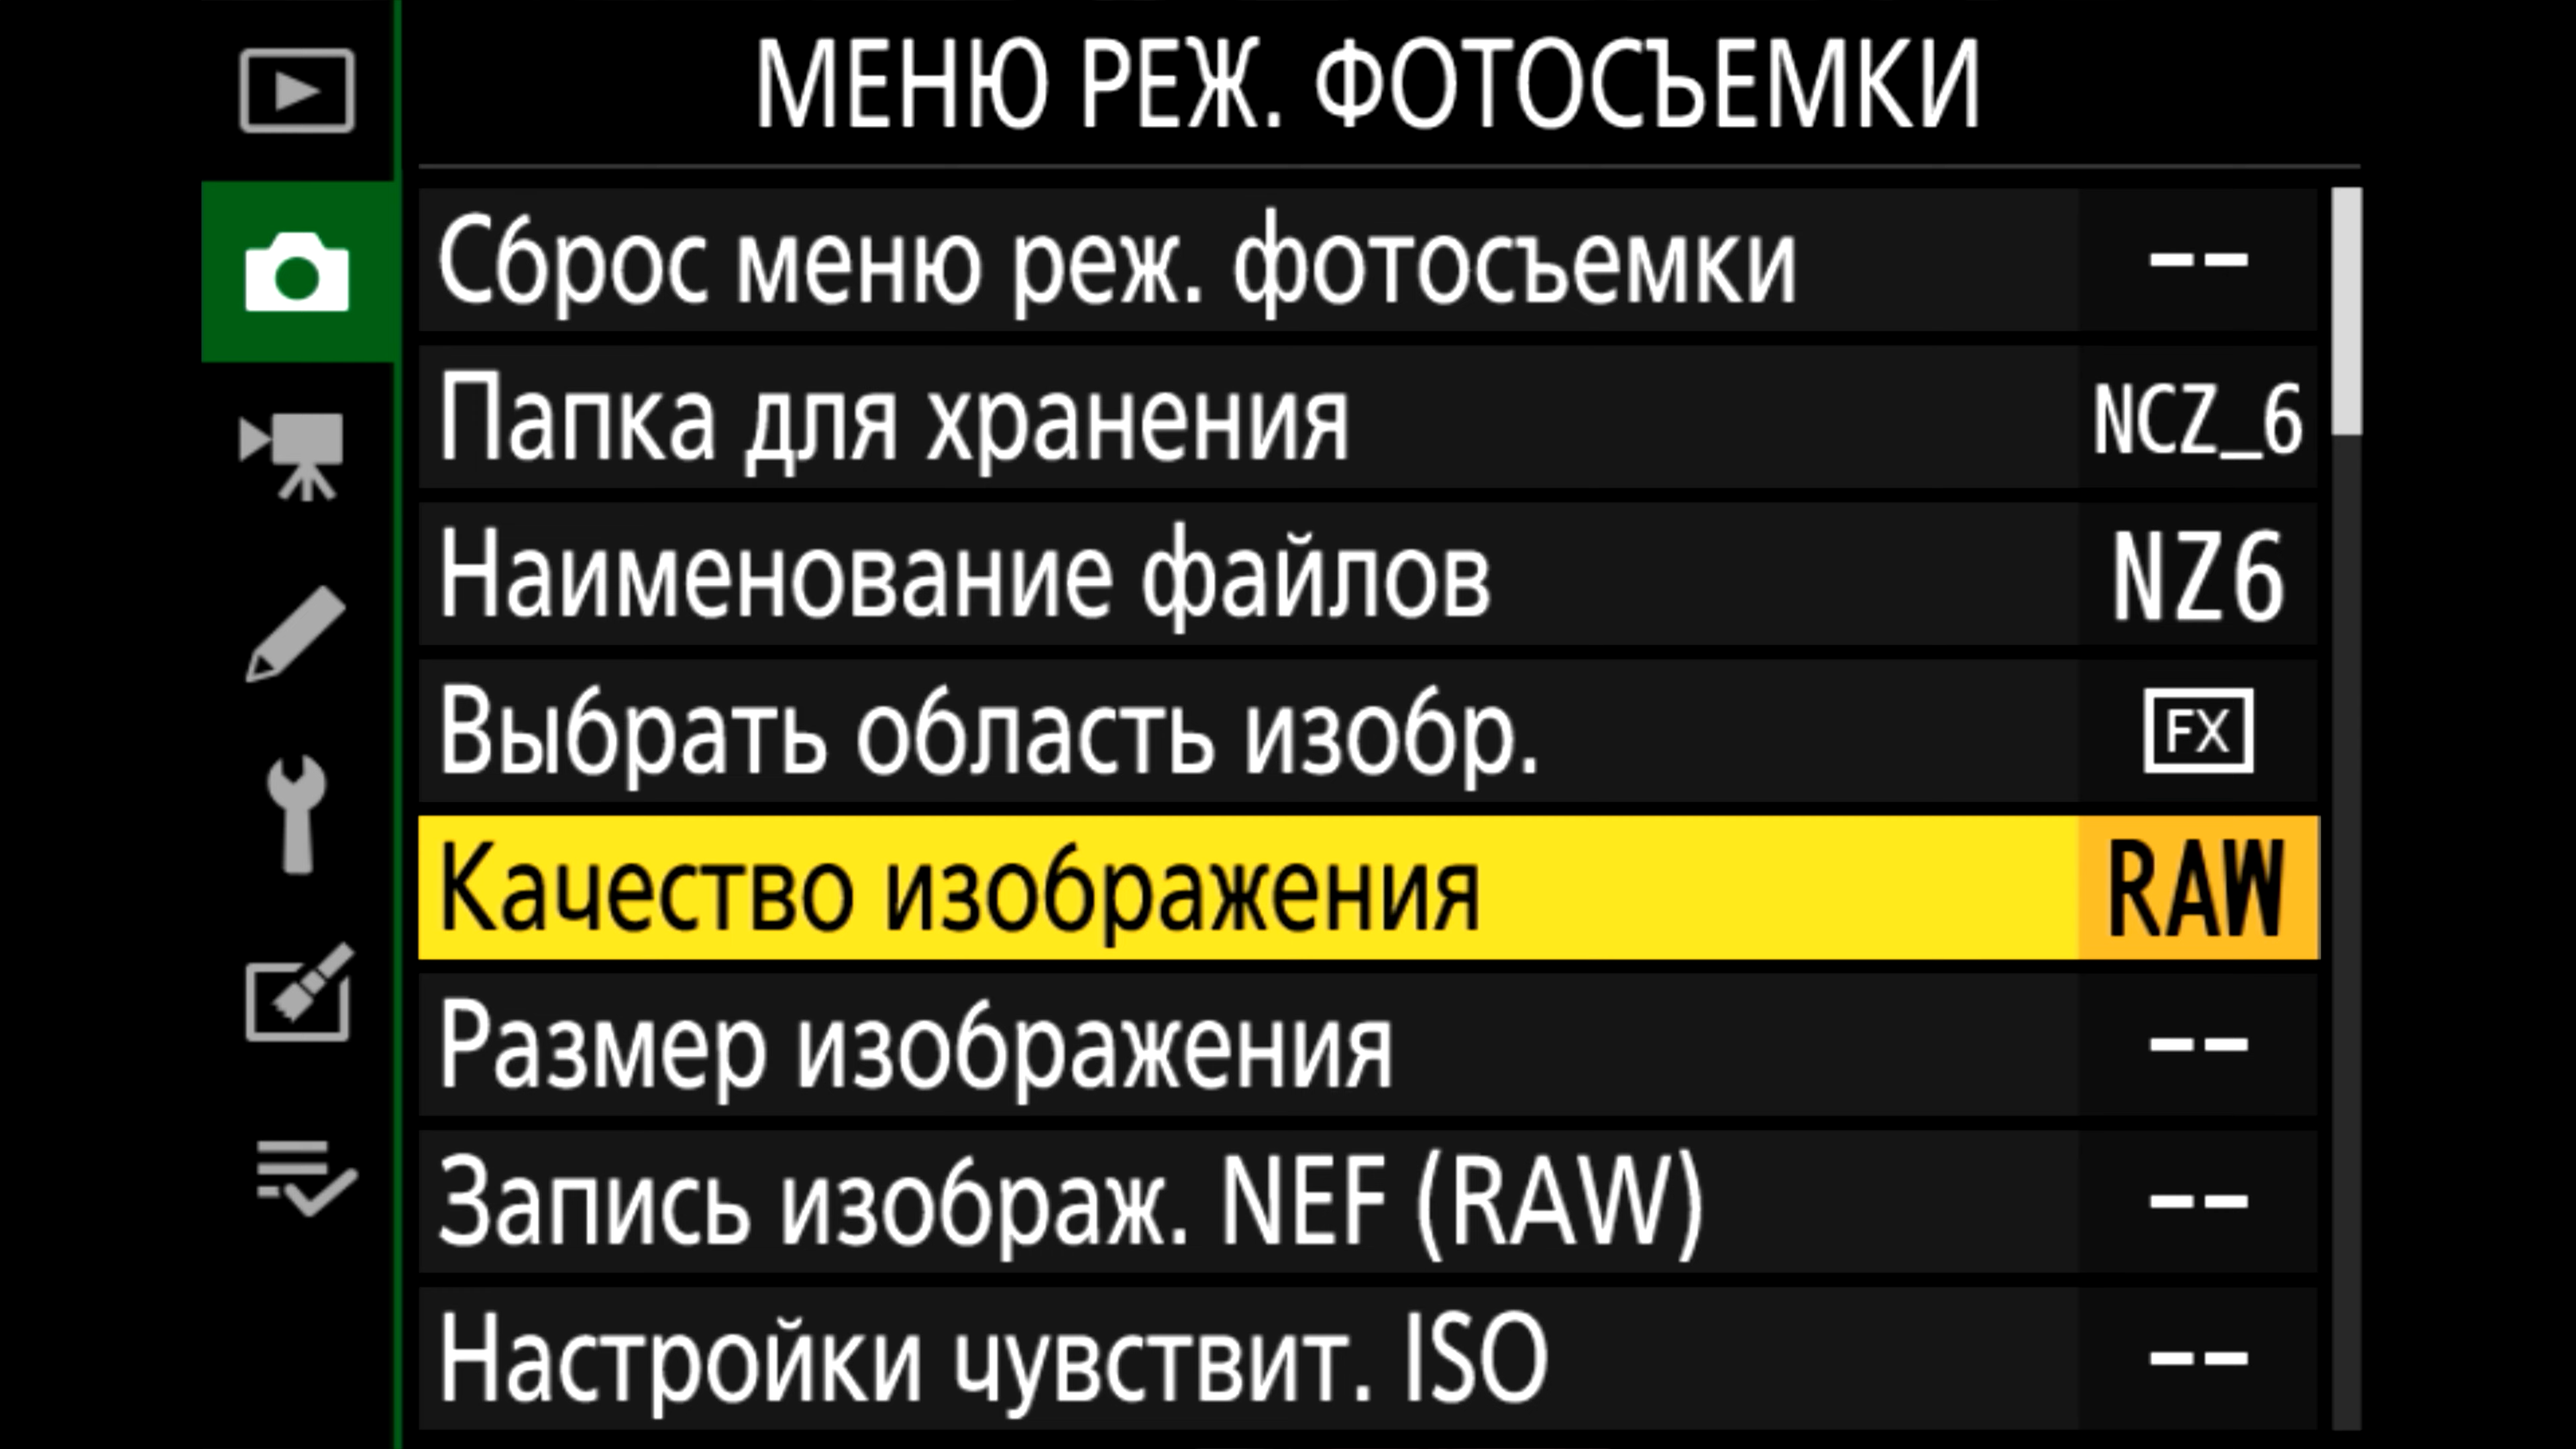 МЕНЮ РЕЖ. ФОТОСЪЕМКИ
Сброс меню реж. фотосъемки --
Папка для хранения NCZ_6
Наименование файлов NZ6
Выбрать область изобр. FX
Качество изображения RAW
Размер изображения --
Запись изображ. NEF (RAW) --
Настройки чувствит. ISO --